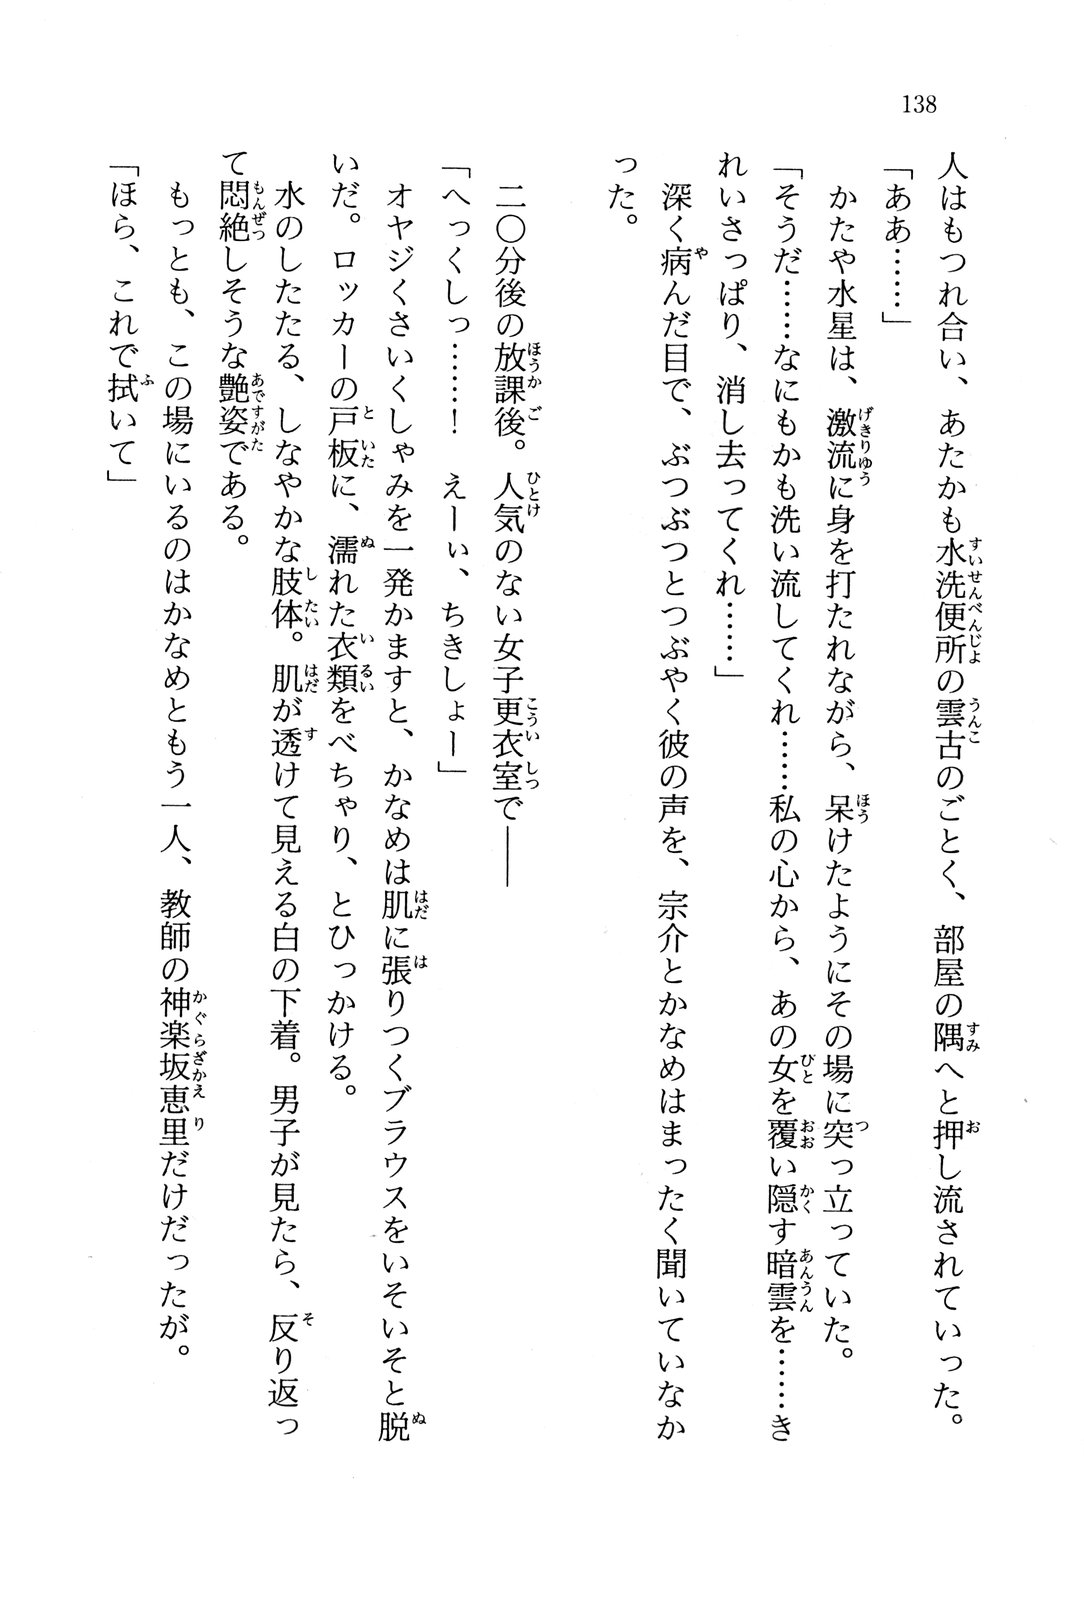 138
人はもつれ合い、あたかも水洗便所の雲古のごとく、部屋の隅へと押し流されていった。
「ああ……」
かたや水星は、激流に身を打たれながら、呆けたようにその場に突っ立っていた。
「そうだ……なにもかも洗い流してくれ……私の心から、あの女を覆い隠す暗雲を……き
れいさっぱり、消し去ってくれ……」
深く病んだ目で、ぶつぶつとつぶやく彼の声を、宗介とかなめはまったく聞いていなか
った。
二〇分後の放課後。人気のない女子更衣室で――
「へっくしっ……！　えーぃ、ちきしょー」
オヤジくさいくしゃみを一発かますと、かなめは肌に張りつくブラウスをいそいそと脱
いだ。ロッカーの戸板に、濡れた衣類をべちゃり、とひっかける。
水のしたたる、しなやかな肢体。肌が透けて見える白の下着。男子が見たら、反り返っ
て悶絶しそうな艶姿である。
もっとも、この場にいるのはかなめともう一人、教師の神楽坂恵里だけだったが。
「ほら、これで拭いて」